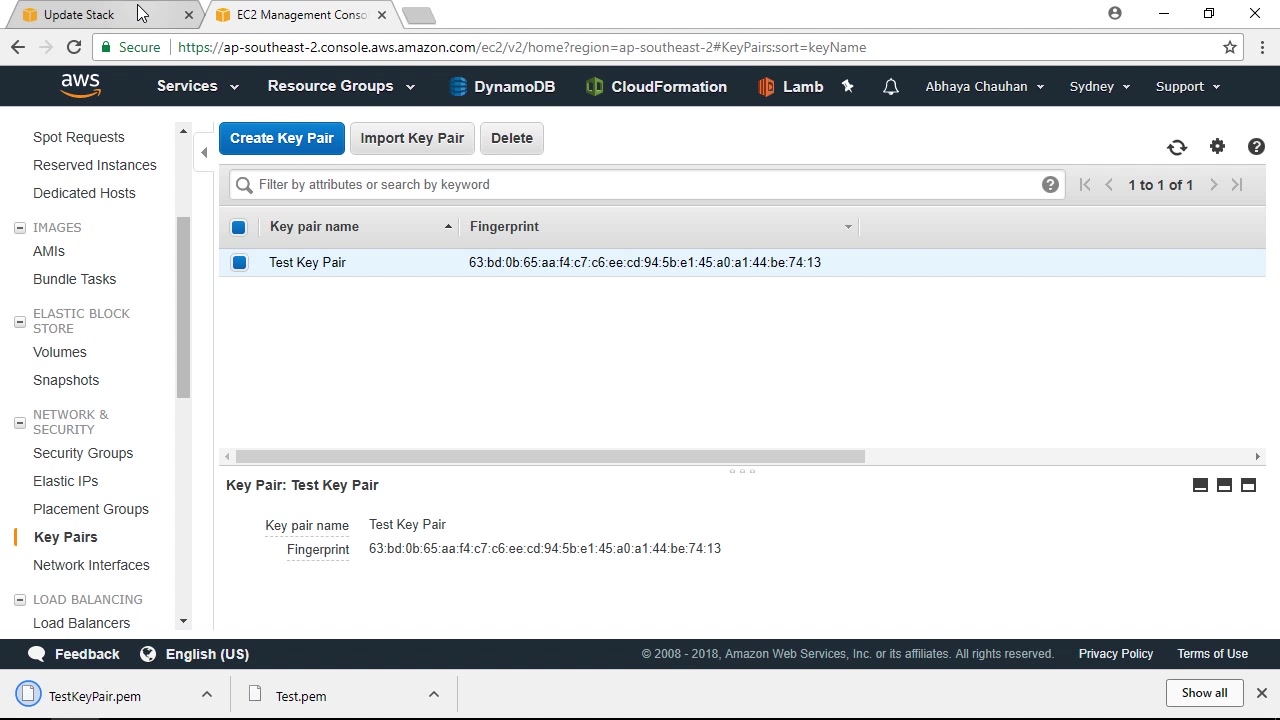 Update Stack
EC2 Management Conso
Secure
https://ap-southeast-2.console.aws.amazon.com/ec2/v2/home?region=ap-southeast-2#KeyPairs:sort=keyName
aws
Services
Resource Groups
DynamoDB
CloudFormation
Lamb
Abhaya Chauhan
Sydney
Support
Spot Requests
Reserved Instances
Dedicated Hosts
IMAGES
AMIs
Bundle Tasks
ELASTIC BLOCK
STORE
Volumes
Snapshots
NETWORK &
SECURITY
Security Groups
Elastic IPs
Placement Groups
Key Pairs
Network Interfaces
LOAD BALANCING
Load Balancers
Create Key Pair
Import Key Pair
Delete
Filter by attributes or search by keyword
1 to 1 of 1
Key pair name
Fingerprint
Test Key Pair
63:bd:0b:65:aa:f4:c7:c6:ee:cd:94:5b:e1:45:a0:a1:44:be:74:13
Key Pair: Test Key Pair
Key pair name Test Key Pair
Fingerprint 63:bd:0b:65:aa:f4:c7:c6:ee:cd:94:5b:e1:45:a0:a1:44:be:74:13
Feedback
English (US)
© 2008 - 2018, Amazon Web Services, Inc. or its affiliates. All rights reserved.
Privacy Policy
Terms of Use
TestKeyPair.pem
Test.pem
Show all